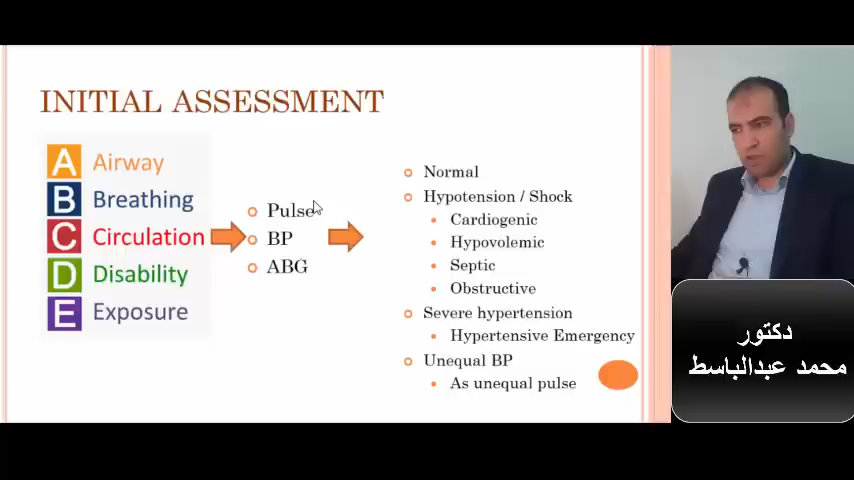 INITIAL ASSESSMENT
A Airway
B Breathing
C Circulation
D Disability
E Exposure
Pulse
BP
ABG
Normal
Hypotension / Shock
Cardiogenic
Hypovolemic
Septic
Obstructive
Severe hypertension
Hypertensive Emergency
Unequal BP
As unequal pulse
دكتور
محمد عبدالباسط